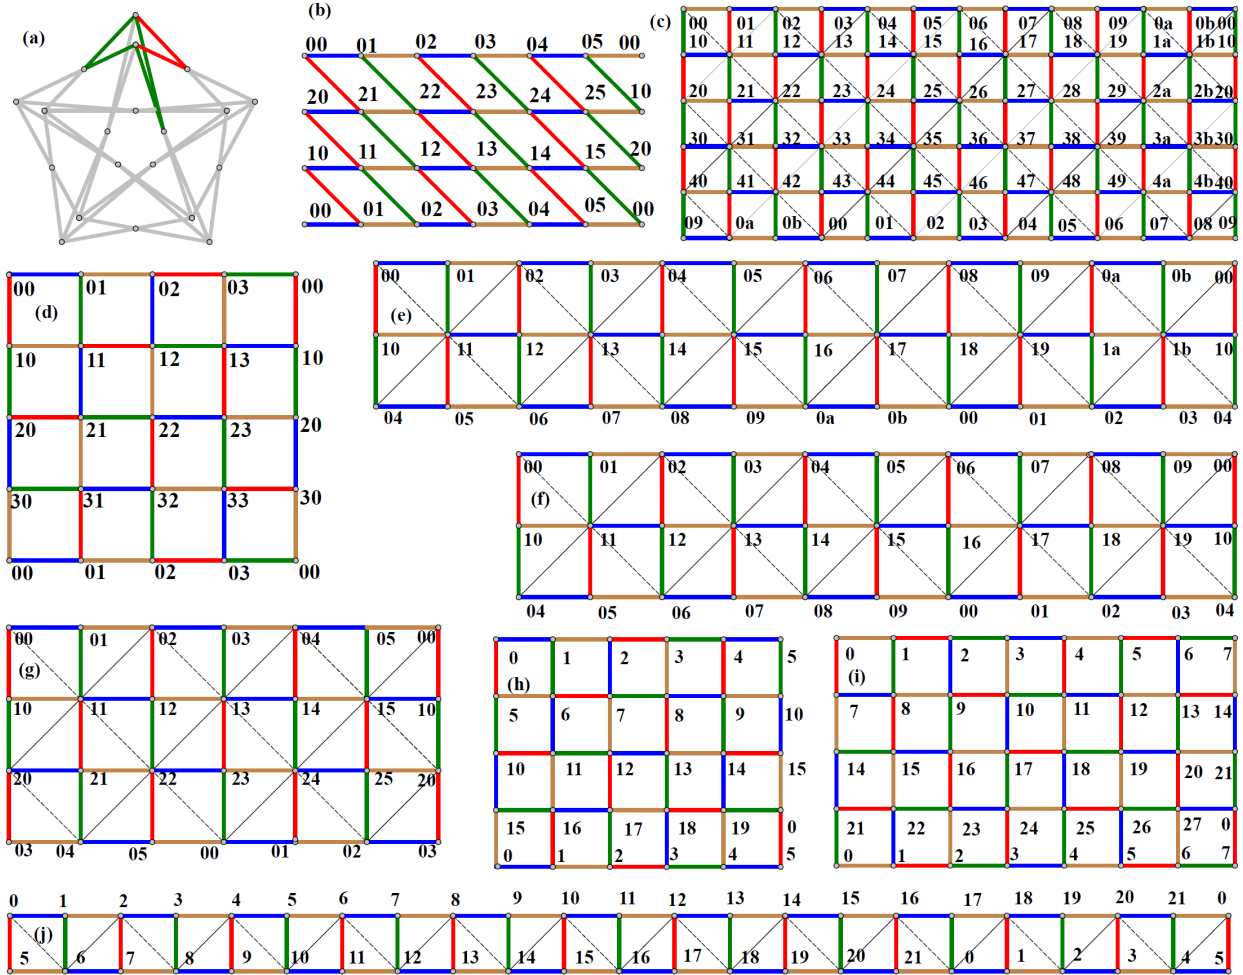 (a)
(b)
00 01 02 03 04 05 00
20 21 22 23 24 25 10
10 11 12 13 14 15 20
00 01 02 03 04 05 00
(c)
00 01 02 03 04 05 06 07 08 09 0a 0b 00
10 11 12 13 14 15 16 17 18 19 1a 1b 10
20 21 22 23 24 25 26 27 28 29 2a 2b 20
30 31 32 33 34 35 36 37 38 39 3a 3b 30
40 41 42 43 44 45 46 47 48 49 4a 4b 40
09 0a 0b 00 01 02 03 04 05 06 07 08 09
(d)
00 01 02 03 00
10 11 12 13 10
20 21 22 23 20
30 31 32 33 30
00 01 02 03 00
(e)
00 01 02 03 04 05 06 07 08 09 0a 0b 00
10 11 12 13 14 15 16 17 18 19 1a 1b 10
04 05 06 07 08 09 0a 0b 00 01 02 03 04
(f)
00 01 02 03 04 05 06 07 08 09 00
10 11 12 13 14 15 16 17 18 19 10
04 05 06 07 08 09 00 01 02 03 04
(g)
00 01 02 03 04 05 00
10 11 12 13 14 15 10
20 21 22 23 24 25 20
03 04 05 00 01 02 03
(h)
0 1 2 3 4 5
5 6 7 8 9 10
10 11 12 13 14 15
15 16 17 18 19 0
0 1 2 3 4 5
(i)
0 1 2 3 4 5 6 7
7 8 9 10 11 12 13 14
14 15 16 17 18 19 20 21
21 22 23 24 25 26 27 0
0 1 2 3 4 5 6 7
0 1 2 3 4 5 6 7 8 9 10 11 12 13 14 15 16 17 18 19 20 21 0
(j)
5 6 7 8 9 10 11 12 13 14 15 16 17 18 19 20 21 0 1 2 3 4 5